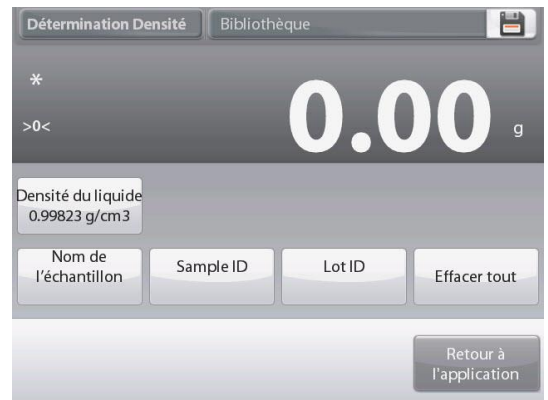 Détermination Densité Bibliothèque
*
>0< 0.00 g
Densité du liquide
0.99823 g/cm3
Nom de
l'échantillon
Sample ID
Lot ID
Effacer tout
Retour à
l'application